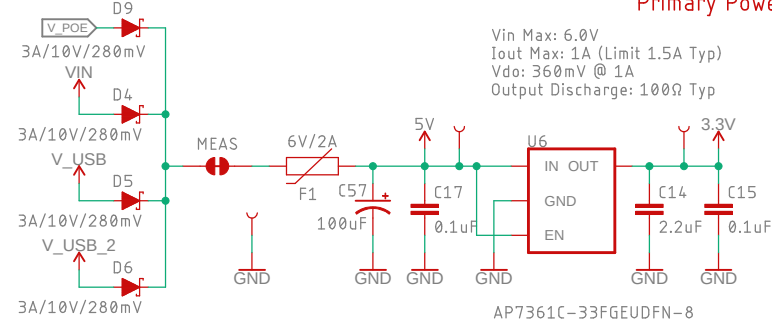 Primary Powe
D9
V_POE
3A/10V/280mV
VIN
D4
3A/10V/280mV
V_USB
D5
3A/10V/280mV
V_USB_2
D6
3A/10V/280mV
MEAS
6V/2A
F1
Vin Max: 6.0V
Iout Max: 1A (Limit 1.5A Typ)
Vdo: 360mV @ 1A
Output Discharge: 100Ω Typ
5V
C57
100uF
C17
0.1uF
U6
IN OUT
GND
EN
3.3V
C14
2.2uF
C15
0.1uF
GND
GND
GND
GND
GND
GND
AP7361C-33FGEUDFN-8